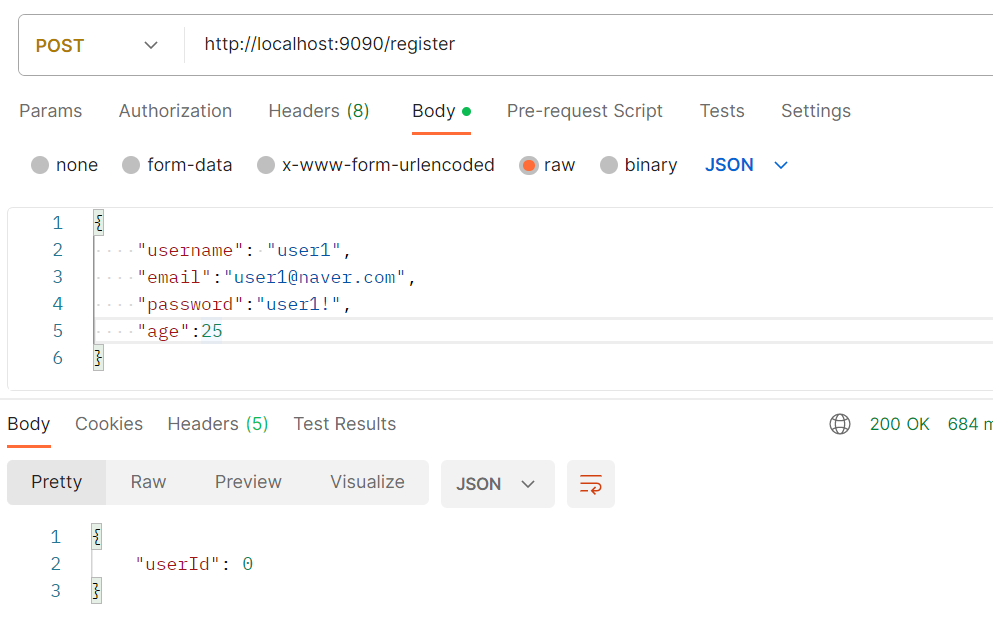 POST http://localhost:9090/register
Params Authorization Headers (8) Body Pre-request Script Tests Settings
none form-data x-www-form-urlencoded raw binary JSON
1 {
2 "username": "user1",
3 "email":"user1@naver.com",
4 "password":"user1!",
5 "age":25
6 }
Body Cookies Headers (5) Test Results 200 OK 684 m
Pretty Raw Preview Visualize JSON
1 {
2 "userId": 0
3 }